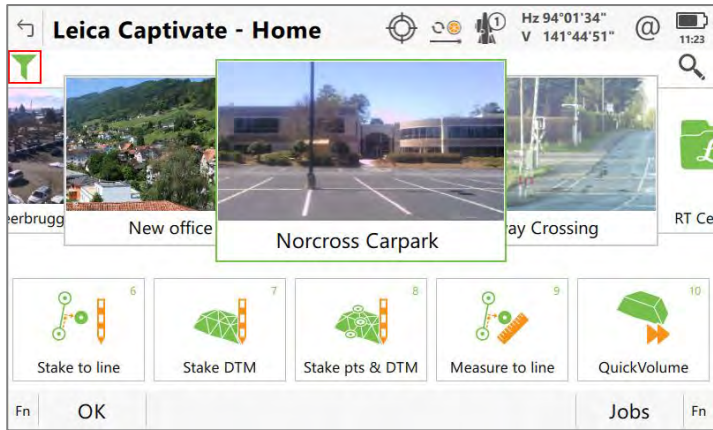 Leica Captivate - Home
1
Hz 94°01'34"
V 141°44'51"
@
11:23
eerbrugg
New office
Norcross Carpark
ay Crossing
RT Ce
6
7
8
9
10
Stake to line
Stake DTM
Stake pts & DTM
Measure to line
QuickVolume
Fn
OK
Jobs
Fn